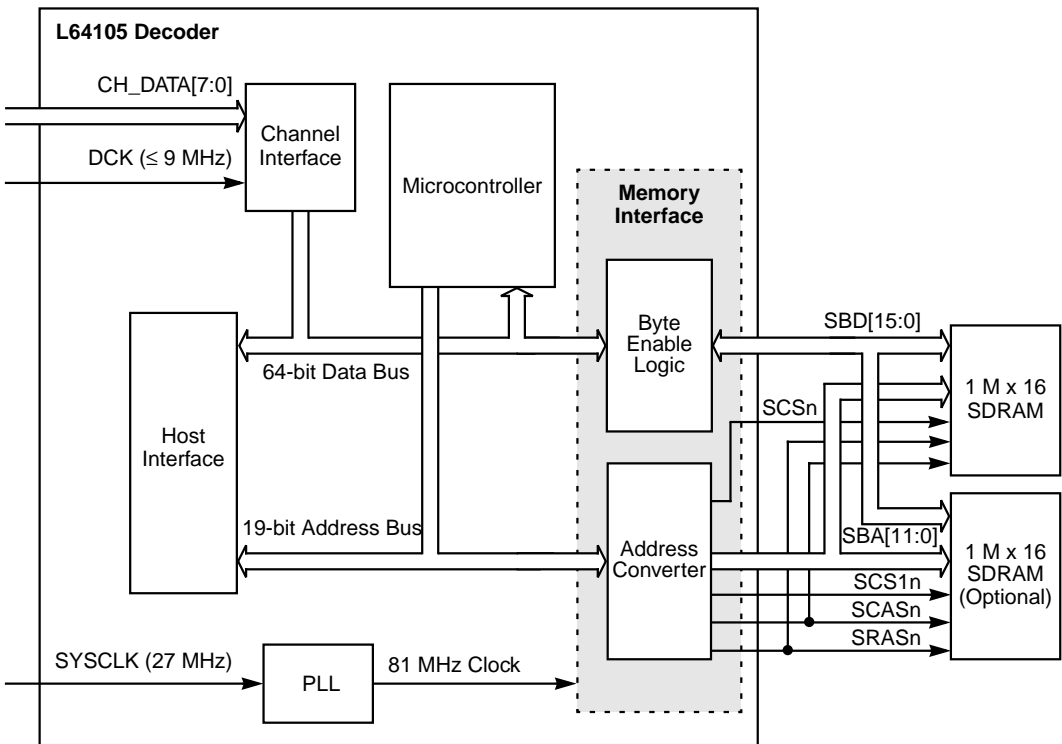 L64105 Decoder
CH_DATA[7:0]
DCK (≤ 9 MHz)
Channel
Interface
Microcontroller
Memory
Interface
Byte
Enable
Logic
SBD[15:0]
1 M x 16
SDRAM
64-bit Data Bus
SCSn
Host
Interface
19-bit Address Bus
Address
Converter
SBA[11:0]
1 M x 16
SDRAM
(Optional)
SCS1n
SCASn
SRASn
SYSCLK (27 MHz)
PLL
81 MHz Clock